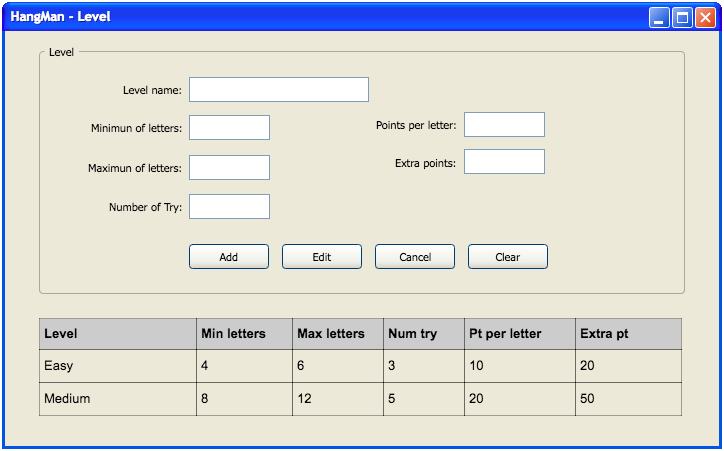 HangMan - Level
Level
Level name:
Minimun of letters:
Points per letter:
Maximun of letters:
Extra points:
Number of Try:
Add Edit Cancel Clear
Level Min letters Max letters Num try Pt per letter Extra pt
Easy 4 6 3 10 20
Medium 8 12 5 20 50